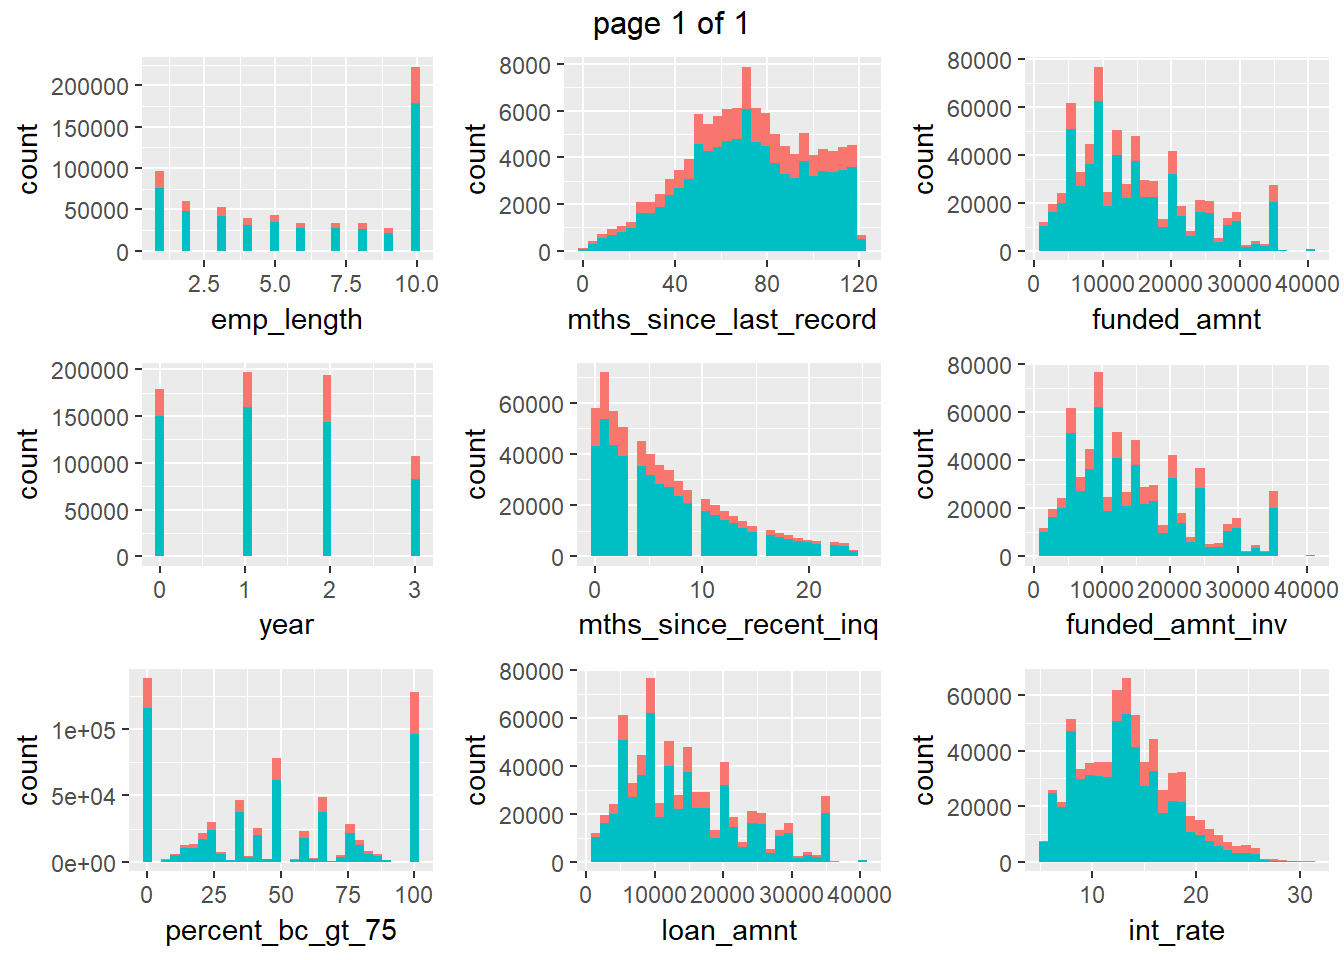 page 1 of 1
count
200000
150000
100000
50000
0
2.5 5.0 7.5 10.0
emp_length
count
8000
6000
4000
2000
0
0 40 80 120
mths_since_last_record
count
80000
60000
40000
20000
0
0 10000 20000 30000 40000
funded_amnt
count
200000
150000
100000
50000
0
0 1 2 3
year
count
60000
40000
20000
0
0 10 20
mths_since_recent_inq
count
80000
60000
40000
20000
0
0 10000 20000 30000 40000
funded_amnt_inv
count
1e+05
5e+04
0e+00
0 25 50 75 100
percent_bc_gt_75
count
80000
60000
40000
20000
0
0 10000 20000 30000 40000
loan_amnt
count
60000
40000
20000
0
10 20 30
int_rate